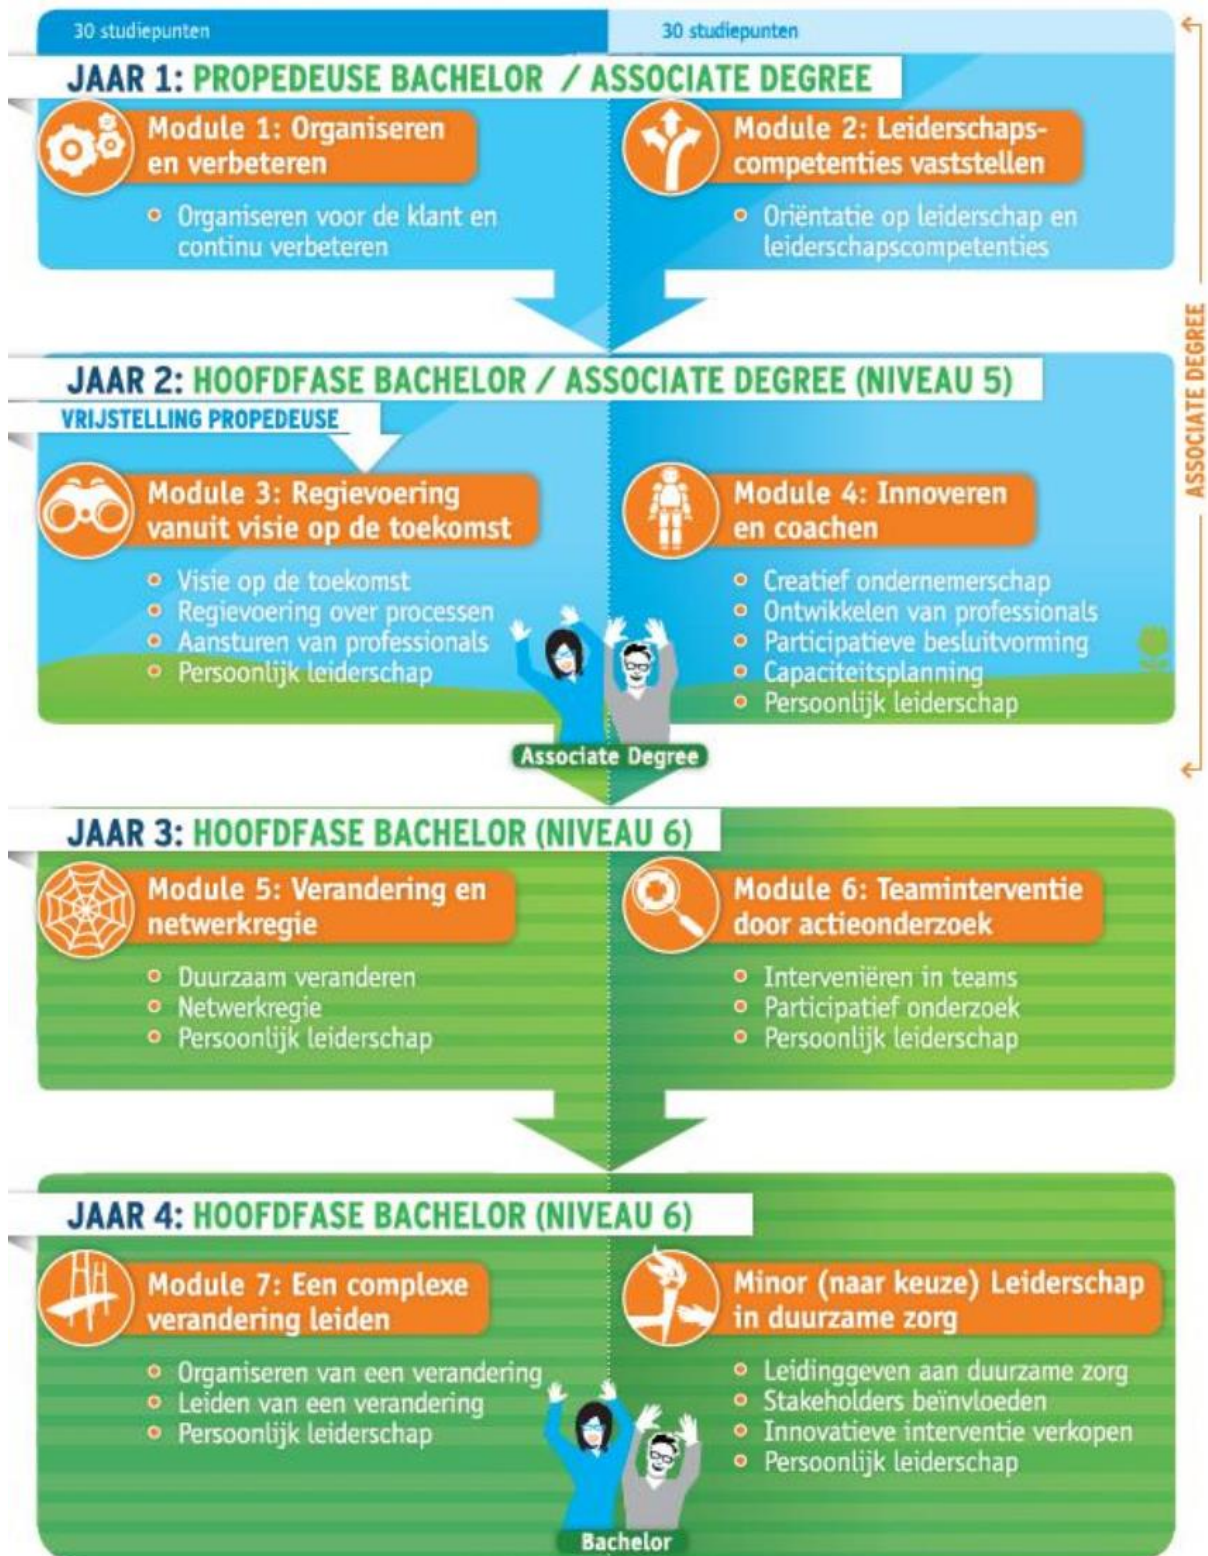 30 studiepunten
30 studiepunten
JAAR 1: PROPEDEUSE BACHELOR / ASSOCIATE DEGREE
Module 1: Organiseren
en verbeteren
Organiseren voor de klant en
continu verbeteren
Module 2: Leiderschaps-
competenties vaststellen
Oriëntatie op leiderschap en
leiderschapscompetenties
ASSOCIATE DEGREE
JAAR 2: HOOFDFASE BACHELOR / ASSOCIATE DEGREE (NIVEAU 5)
VRIJSTELLING PROPEDEUSE
Module 3: Regievoering
vanuit visie op de toekomst
Visie op de toekomst
Regievoering over processen
Aansturen van professionals
Persoonlijk leiderschap
Module 4: Innoveren
en coachen
Creatief ondernemerschap
Ontwikkelen van professionals
Participatieve besluitvorming
Capaciteitsplanning
Persoonlijk leiderschap
Associate Degree
JAAR 3: HOOFDFASE BACHELOR (NIVEAU 6)
Module 5: Verandering en
netwerkregie
Duurzaam veranderen
Netwerkregie
Persoonlijk leiderschap
Module 6: Teaminterventie
door actieonderzoek
Interveniëren in teams
Participatief onderzoek
Persoonlijk leiderschap
JAAR 4: HOOFDFASE BACHELOR (NIVEAU 6)
Module 7: Een complexe
verandering leiden
Organiseren van een verandering
Leiden van een verandering
Persoonlijk leiderschap
Minor (naar keuze) Leiderschap
in duurzame zorg
Leidinggeven aan duurzame zorg
Stakeholders beïnvloeden
Innovatieve interventie verkopen
Persoonlijk leiderschap
Bachelor